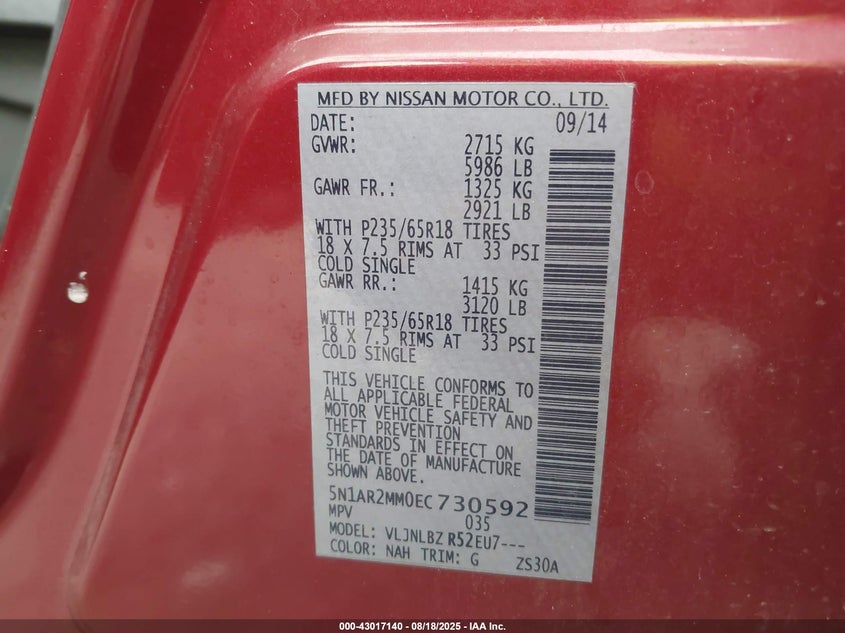 MFD BY NISSAN MOTOR CO., LTD.
DATE: 09/14
GVWR: 2715 KG
5986 LB
GAWR FR.: 1325 KG
2921 LB
WITH P235/65R18 TIRES
18 X 7.5 RIMS AT 33 PSI
COLD SINGLE
GAWR RR.: 1415 KG
3120 LB
WITH P235/65R18 TIRES
18 X 7.5 RIMS AT 33 PSI
COLD SINGLE
THIS VEHICLE CONFORMS TO
ALL APPLICABLE FEDERAL
MOTOR VEHICLE SAFETY AND
THEFT PREVENTION
STANDARDS IN EFFECT ON
THE DATE OF MANUFACTURE
SHOWN ABOVE.
5N1AR2MM0EC730592
MPV 035
MODEL: VLJNLBZ R52EU7---
COLOR: NAH TRIM: G ZS30A
000-43017140 - 08/18/2025 - IAA Inc.